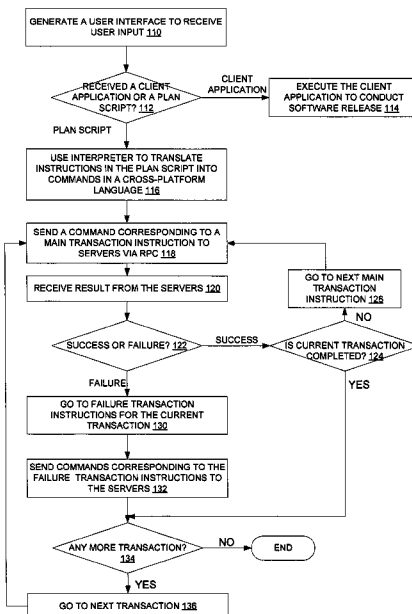 GENERATE A USER INTERFACE TO RECEIVE
USER INPUT 110
RECEIVED A CLIENT
APPLICATION OR A PLAN
SCRIPT? 112
CLIENT
APPLICATION
EXECUTE THE CLIENT
APPLICATION TO CONDUCT
SOFTWARE RELEASE 114
PLAN SCRIPT
USE INTERPRETER TO TRANSLATE
INSTRUCTIONS IN THE PLAN SCRIPT INTO
COMMANDS IN A CROSS-PLATFORM
LANGUAGE 116
SEND A COMMAND CORRESPONDING TO A
MAIN TRANSACTION INSTRUCTION TO
SERVERS VIA RPC 118
RECEIVE RESULT FROM THE SERVERS 120
GO TO NEXT MAIN
TRANSACTION
INSTRUCTION 126
NO
SUCCESS OR FAILURE? 122
SUCCESS
IS CURRENT TRANSACTION
COMPLETED? 124
FAILURE
YES
GO TO FAILURE TRANSACTION
INSTRUCTIONS FOR THE CURRENT
TRANSACTION 130
SEND COMMANDS CORRESPONDING TO THE
FAILURE TRANSACTION INSTRUCTIONS TO
THE SERVERS 132
ANY MORE TRANSACTION?
134
NO
END
YES
GO TO NEXT TRANSACTION 136